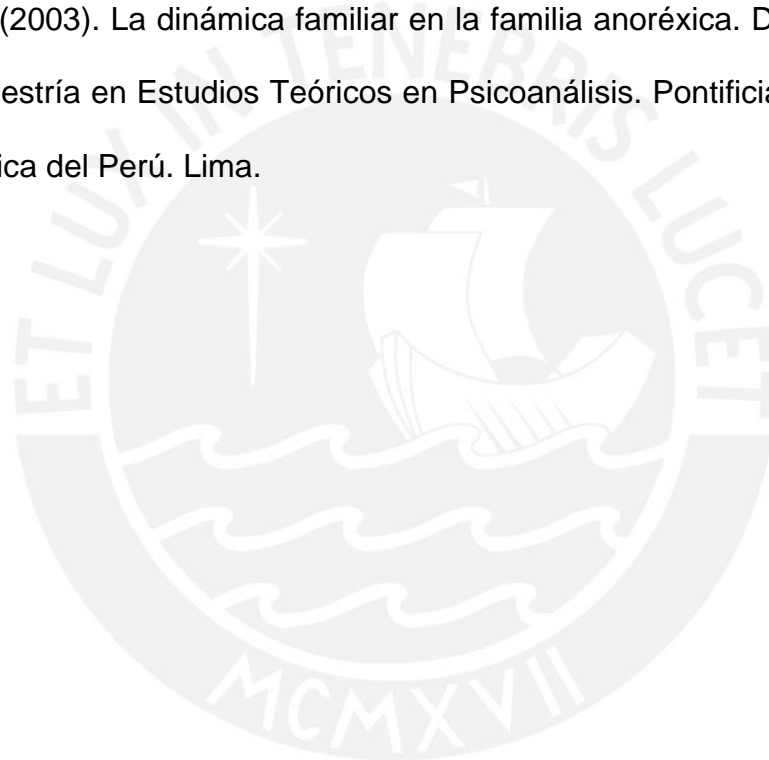 (2003). La dinámica familiar en la familia anoréxica. D
estría en Estudios Teóricos en Psicoanálisis. Pontificia
ica del Perú. Lima.
ET LUX IN TENEBRIS LUCET
MCMXVII